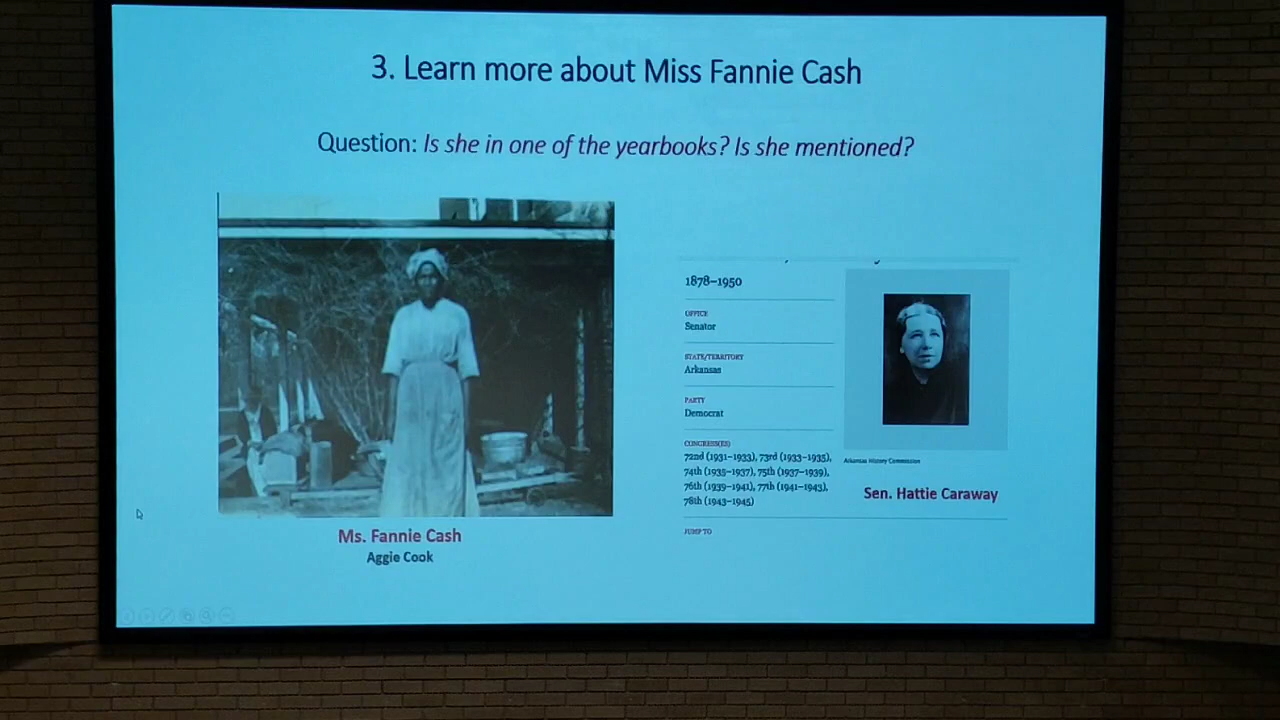 3. Learn more about Miss Fannie Cash
Question: Is she in one of the yearbooks? Is she mentioned?
Ms. Fannie Cash
Aggie Cook
1878–1950
OFFICE
Senator
STATE/TERRITORY
Arkansas
PARTY
Democrat
CONGRESS(ES)
72nd (1931–1933), 73rd (1933–1935),
74th (1935–1937), 75th (1937–1939),
76th (1939–1941), 77th (1941–1943),
78th (1943–1945)
JUMP TO
Arkansas History Commission
Sen. Hattie Caraway